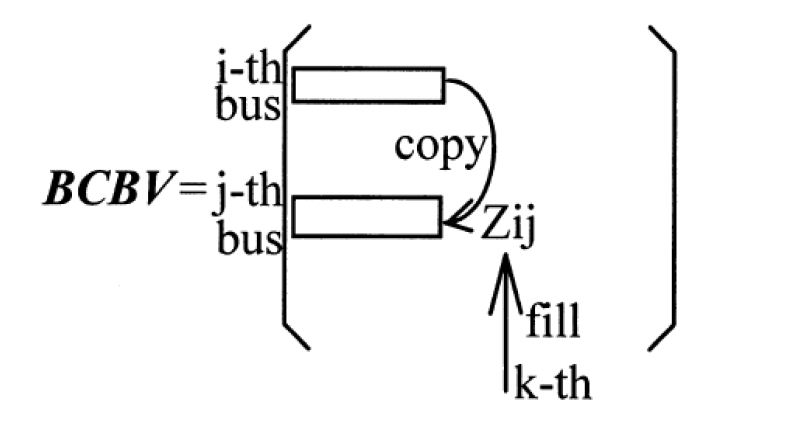 i-th
bus
copy
BCBV= j-th
bus
Zij
fill
k-th